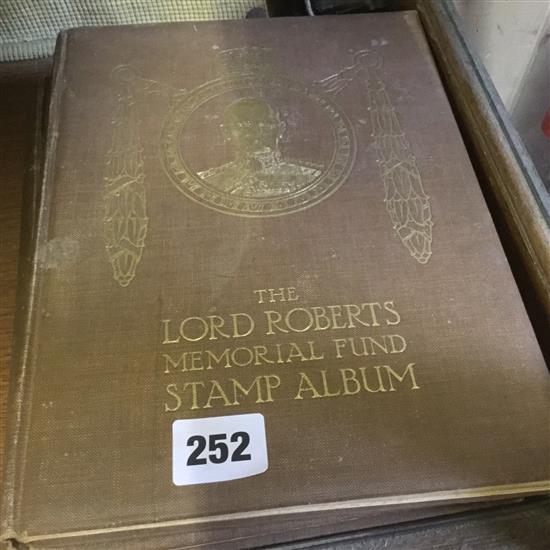 THE
LORD ROBERTS
MEMORIAL FUND
STAMP ALBUM
252